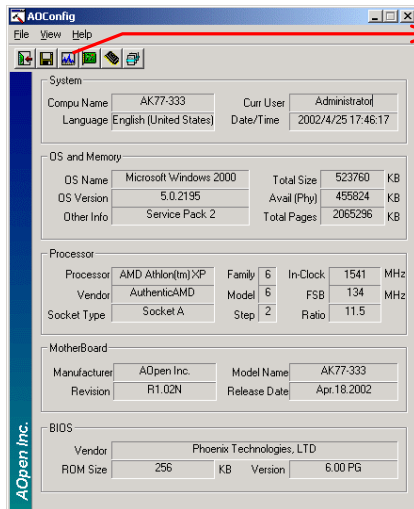 AOConfig
File View Help
System
Compu Name AK77-333 Curr User Administrator
Language English (United States) Date/Time 2002/4/25 17:46:17
OS and Memory
OS Name Microsoft Windows 2000 Total Size 523760 KB
OS Version 5.0.2195 Avail (Phy) 455824 KB
Other Info Service Pack 2 Total Pages 2065296 KB
Processor
Processor AMD Athlon(tm) XP Family 6 In-Clock 1541 MHz
Vendor AuthenticAMD Model 6 FSB 134 MHz
Socket Type Socket A Step 2 Ratio 11.5
MotherBoard
Manufacturer AOpen Inc. Model Name AK77-333
Revision R1.02N Release Date Apr.18.2002
BIOS
Vendor Phoenix Technologies, LTD
ROM Size 256 KB Version 6.00 PG
AOpen Inc.